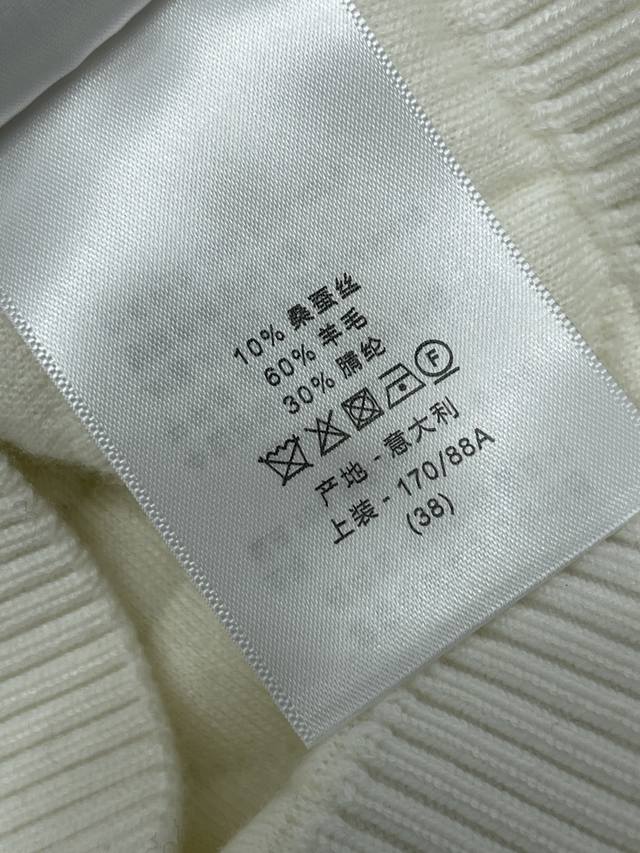 10% 桑蚕丝
60% 羊毛
30% 腈纶
F
产地 - 意大利
上装 - 170/88A
(38)